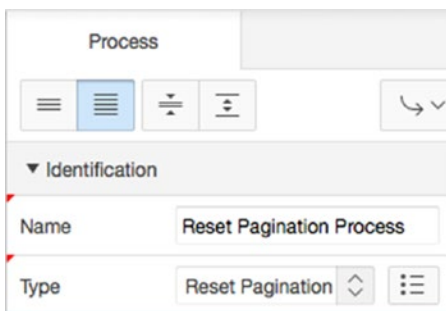 Process
Identification
Name Reset Pagination Process
Type Reset Pagination